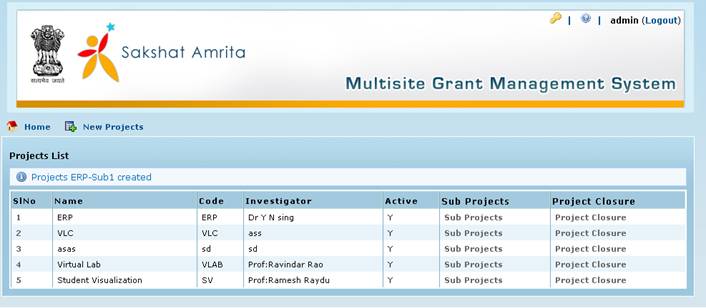 | | admin (Logout)
सत्यमेव जयते
Sakshat Amrita
Multisite Grant Management System
Home New Projects
Projects List
Projects ERP-Sub1 created
SlNo Name Code Investigator Active Sub Projects Project Closure
1 ERP ERP Dr Y N sing Y Sub Projects Project Closure
2 VLC VLC ass Y Sub Projects Project Closure
3 asas sd sd Y Sub Projects Project Closure
4 Virtual Lab VLAB Prof:Ravindar Rao Y Sub Projects Project Closure
5 Student Visualization SV Prof:Ramesh Raydu Y Sub Projects Project Closure